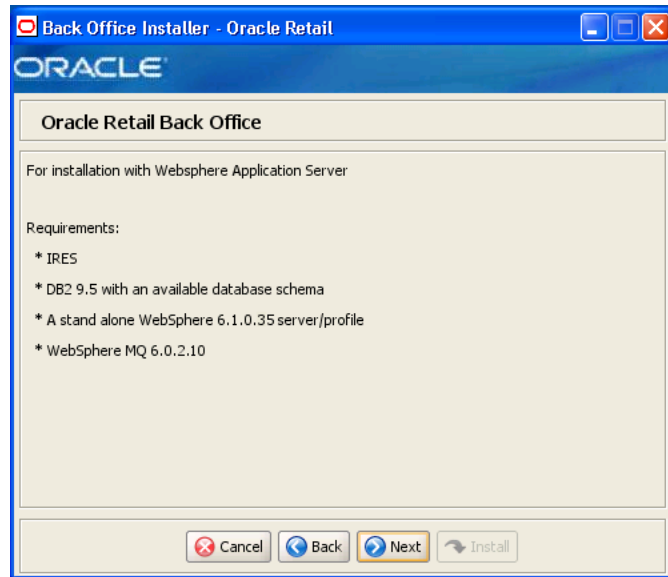 Back Office Installer - Oracle Retail
ORACLE
Oracle Retail Back Office
For installation with Websphere Application Server
Requirements:
* IRES
* DB2 9.5 with an available database schema
* A stand alone WebSphere 6.1.0.35 server/profile
* WebSphere MQ 6.0.2.10
Cancel Back Next Install